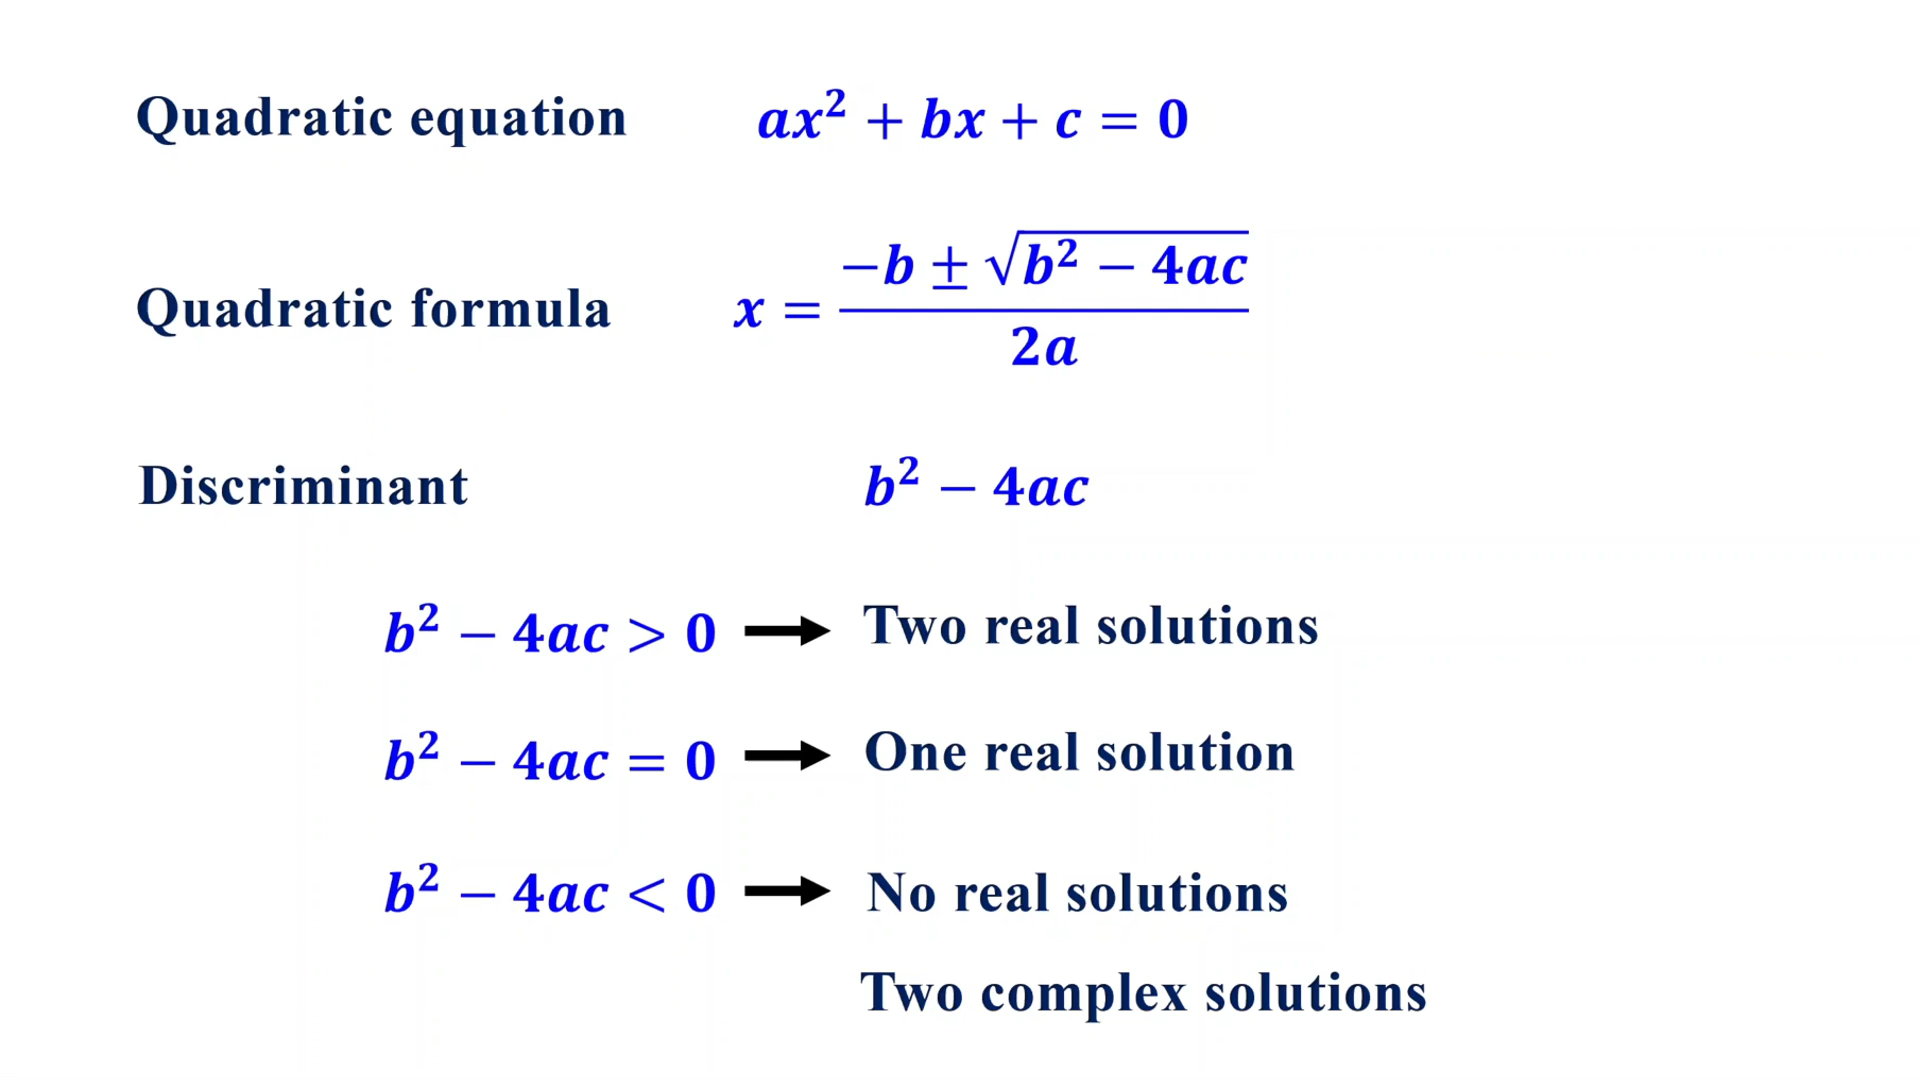 Quadratic equation ax² + bx + c = 0
Quadratic formula x = (−b ± √(b² − 4ac)) / 2a
Discriminant b² − 4ac
b² − 4ac > 0 → Two real solutions
b² − 4ac = 0 → One real solution
b² − 4ac < 0 → No real solutions
Two complex solutions